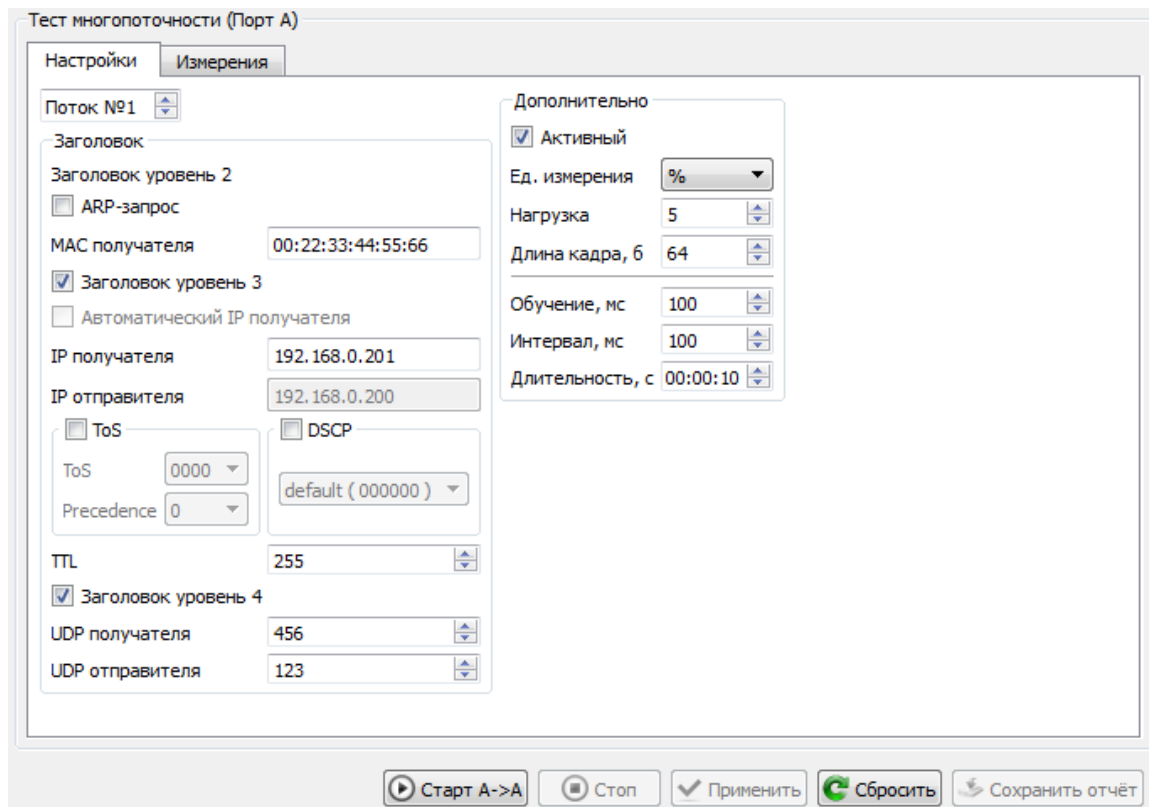 Тест многопоточности (Порт A)
Настройки
Измерения
Поток №1
Заголовок
Заголовок уровень 2
ARP-запрос
MAC получателя 00:22:33:44:55:66
Заголовок уровень 3
Автоматический IP получателя
IP получателя 192.168.0.201
IP отправителя 192.168.0.200
ToS
ToS 0000
Precedence 0
DSCP
default ( 000000 )
TTL 255
Заголовок уровень 4
UDP получателя 456
UDP отправителя 123
Дополнительно
Активный
Ед. измерения %
Нагрузка 5
Длина кадра, б 64
Обучение, мс 100
Интервал, мс 100
Длительность, с 00:00:10
Старт A->A
Стоп
Применить
Сбросить
Сохранить отчёт